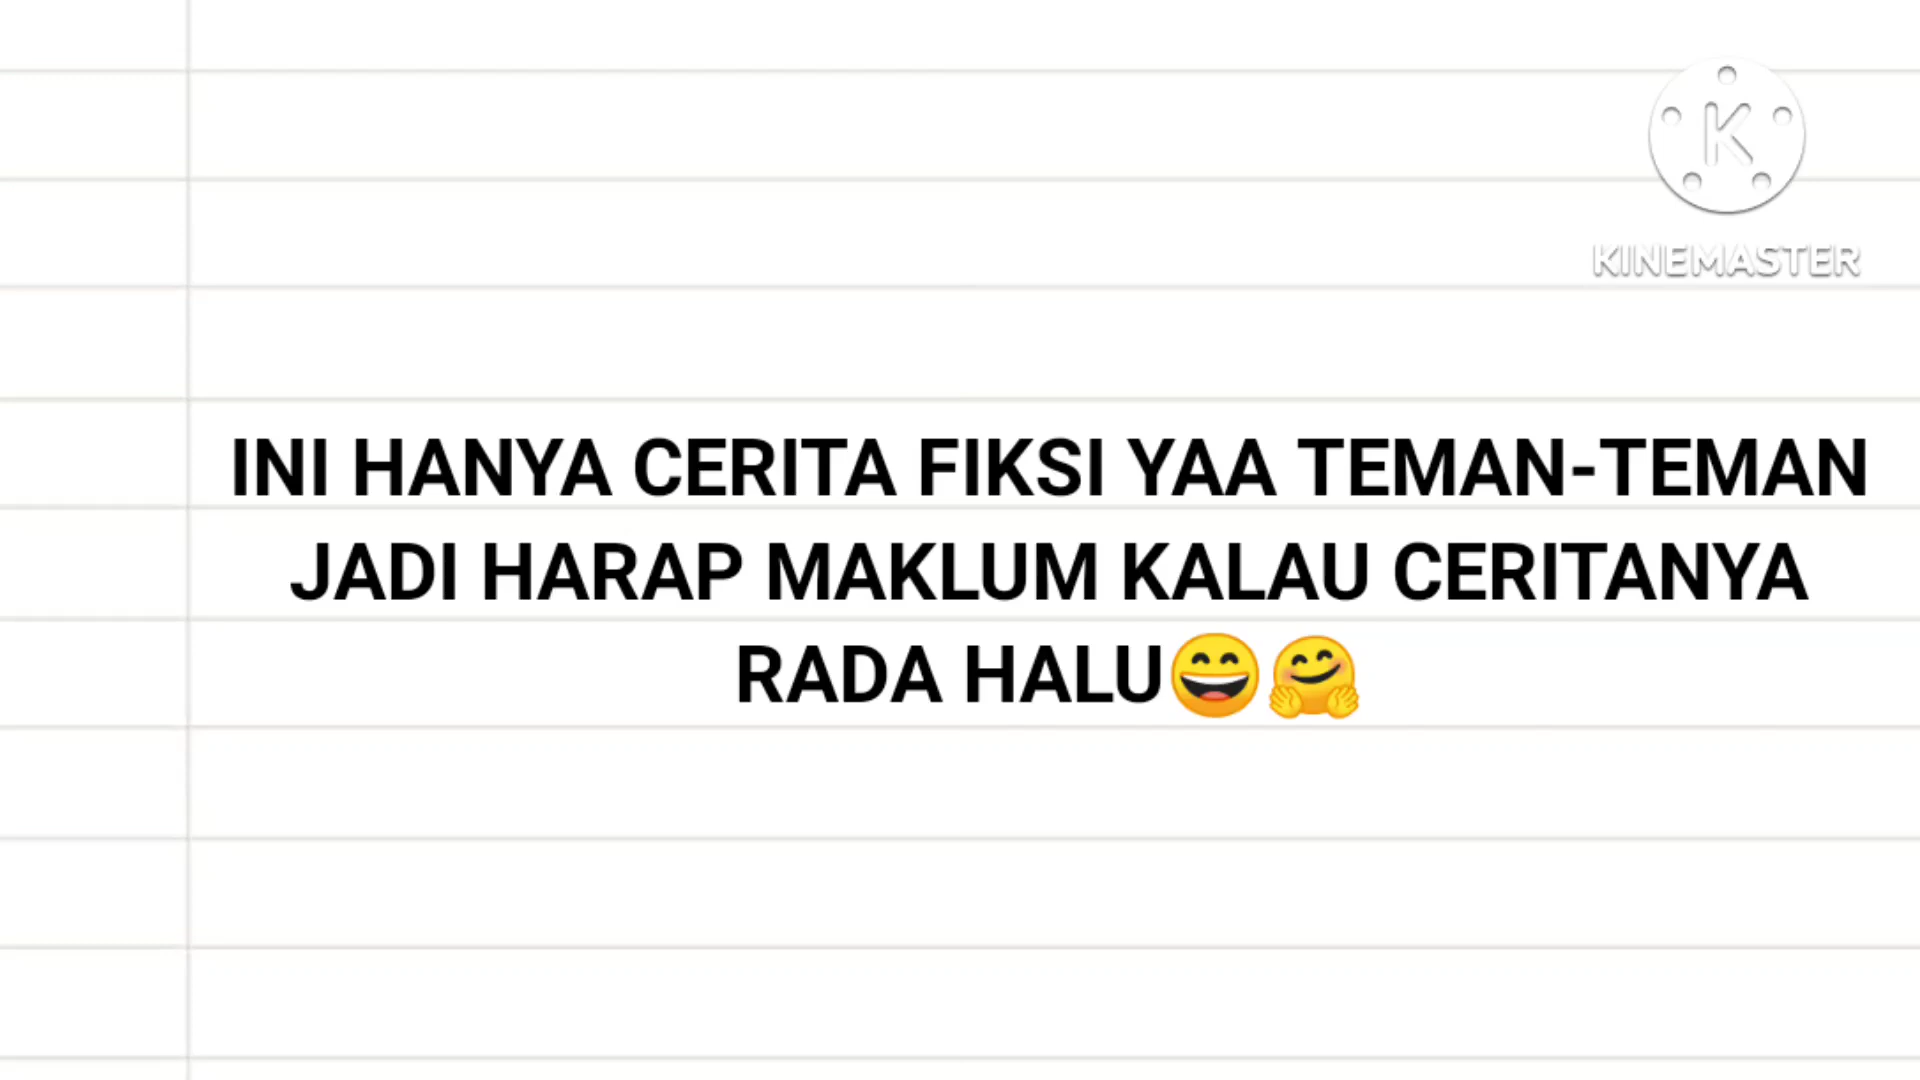 K
KINEMASTER
INI HANYA CERITA FIKSI YAA TEMAN-TEMAN
JADI HARAP MAKLUM KALAU CERITANYA
RADA HALU😄🤗